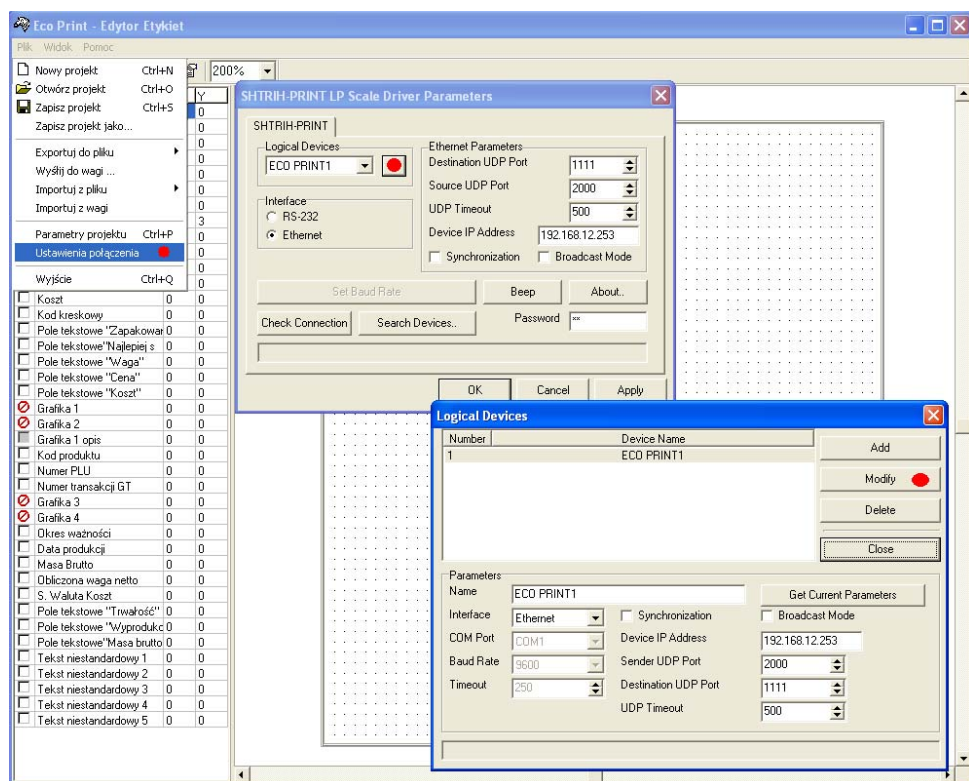 Eco Print - Edytor Etykiet
Plik Widok Pomoc
200%
Nowy projekt Ctrl+N
Otwórz projekt Ctrl+O
Zapisz projekt Ctrl+S
Zapisz projekt jako...
Exportuj do pliku
Wyślij do wagi ...
Importuj z pliku
Importuj z wagi
Parametry projektu Ctrl+P
Ustawienia połączenia
Wyjście Ctrl+Q
Y
0
0
0
0
0
0
0
3
0
0
0
0
Koszt 0 0
Kod kreskowy 0 0
Pole tekstowe "Zapakowar 0 0
Pole tekstowe"Najlepiej s 0 0
Pole tekstowe "Waga" 0 0
Pole tekstowe "Cena" 0 0
Pole tekstowe "Koszt" 0 0
Grafika 1 0 0
Grafika 2 0 0
Grafika 1 opis 0 0
Kod produktu 0 0
Numer PLU 0 0
Numer transakcji GT 0 0
Grafika 3 0 0
Grafika 4 0 0
Okres ważności 0 0
Data produkcji 0 0
Masa Brutto 0 0
Obliczona waga netto 0 0
S. Waluta Koszt 0 0
Pole tekstowe "Trwałość" 0 0
Pole tekstowe "Wyprodukc 0 0
Pole tekstowe"Masa brutto 0 0
Tekst niestandardowy 1 0 0
Tekst niestandardowy 2 0 0
Tekst niestandardowy 3 0 0
Tekst niestandardowy 4 0 0
Tekst niestandardowy 5 0 0
SHTRIH-PRINT LP Scale Driver Parameters
SHTRIH-PRINT
Logical Devices
ECO PRINT1
Interface
RS-232
Ethernet
Ethernet Parameters
Destination UDP Port 1111
Source UDP Port 2000
UDP Timeout 500
Device IP Address 192.168.12.253
Synchronization Broadcast Mode
Set Baud Rate Beep About..
Check Connection Search Devices.. Password **
OK Cancel Apply
Logical Devices
Number Device Name
1 ECO PRINT1
Add
Modify
Delete
Close
Parameters
Name ECO PRINT1 Get Current Parameters
Interface Ethernet Synchronization Broadcast Mode
COM Port COM1 Device IP Address 192.168.12.253
Baud Rate 9600 Sender UDP Port 2000
Timeout 250 Destination UDP Port 1111
UDP Timeout 500